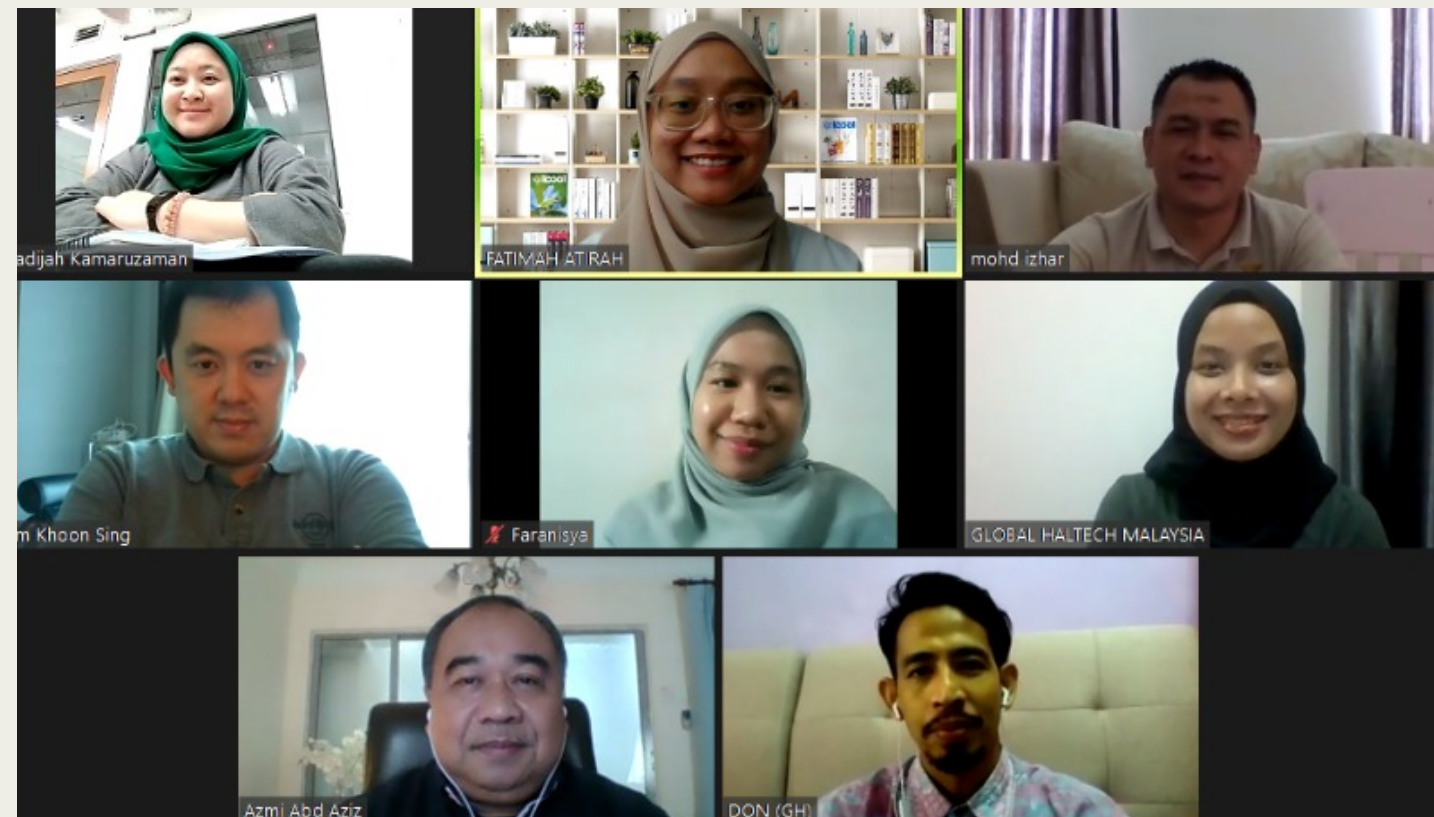 adijah Kamaruzaman
FATIMAH ATIRAH
mohd izhar
m Khoon Sing
Faranisya
GLOBAL HALTECH MALAYSIA
Azmi Abd Aziz
DON (GH)